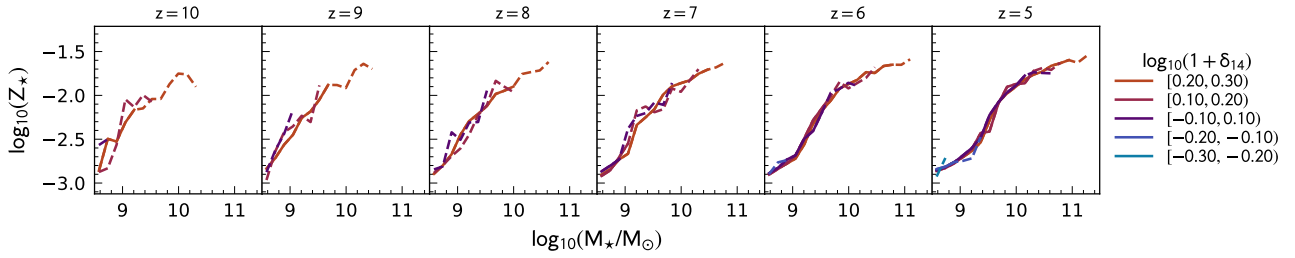 z = 10 z = 9 z = 8 z = 7 z = 6 z = 5
log₁₀(Z⋆)
−1.5
−2.0
−2.5
−3.0
9 10 11 9 10 11 9 10 11 9 10 11 9 10 11 9 10 11
log₁₀(M⋆/M⊙)
log₁₀(1 + δ₁₄)
[0.20, 0.30)
[0.10, 0.20)
[-0.10, 0.10)
[-0.20, −0.10)
[-0.30, −0.20)